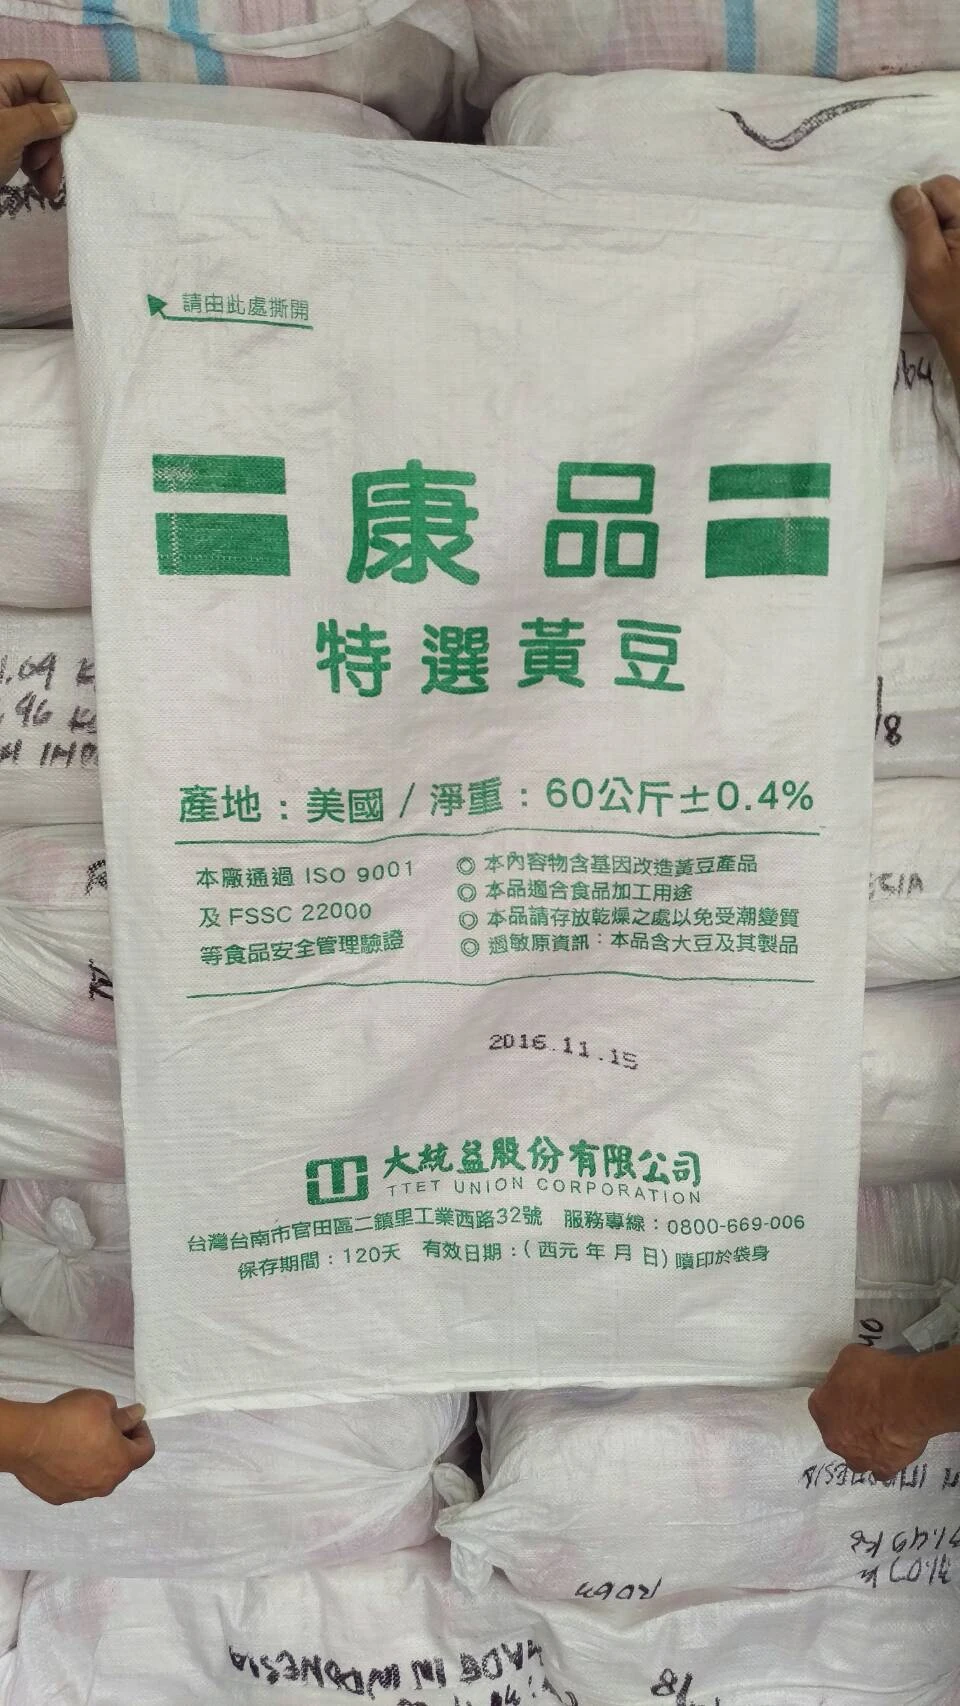 請由此處撕開
康品
特選黃豆
產地：美國 / 淨重：60公斤±0.4%
本廠通過 ISO 9001
及 FSSC 22000
等食品安全管理驗證
◎ 本內容物含基因改造黃豆產品
◎ 本品適合食品加工用途
◎ 本品請存放乾燥之處以免受潮變質
◎ 過敏原資訊：本品含大豆及其製品
2016.11.15
大統益股份有限公司
TTET UNION CORPORATION
台灣台南市官田區二鎮里工業西路32號 服務專線：0800-669-006
保存期間：120天 有效日期：(西元 年 月 日) 噴印於袋身
MADE IN INDONESIA